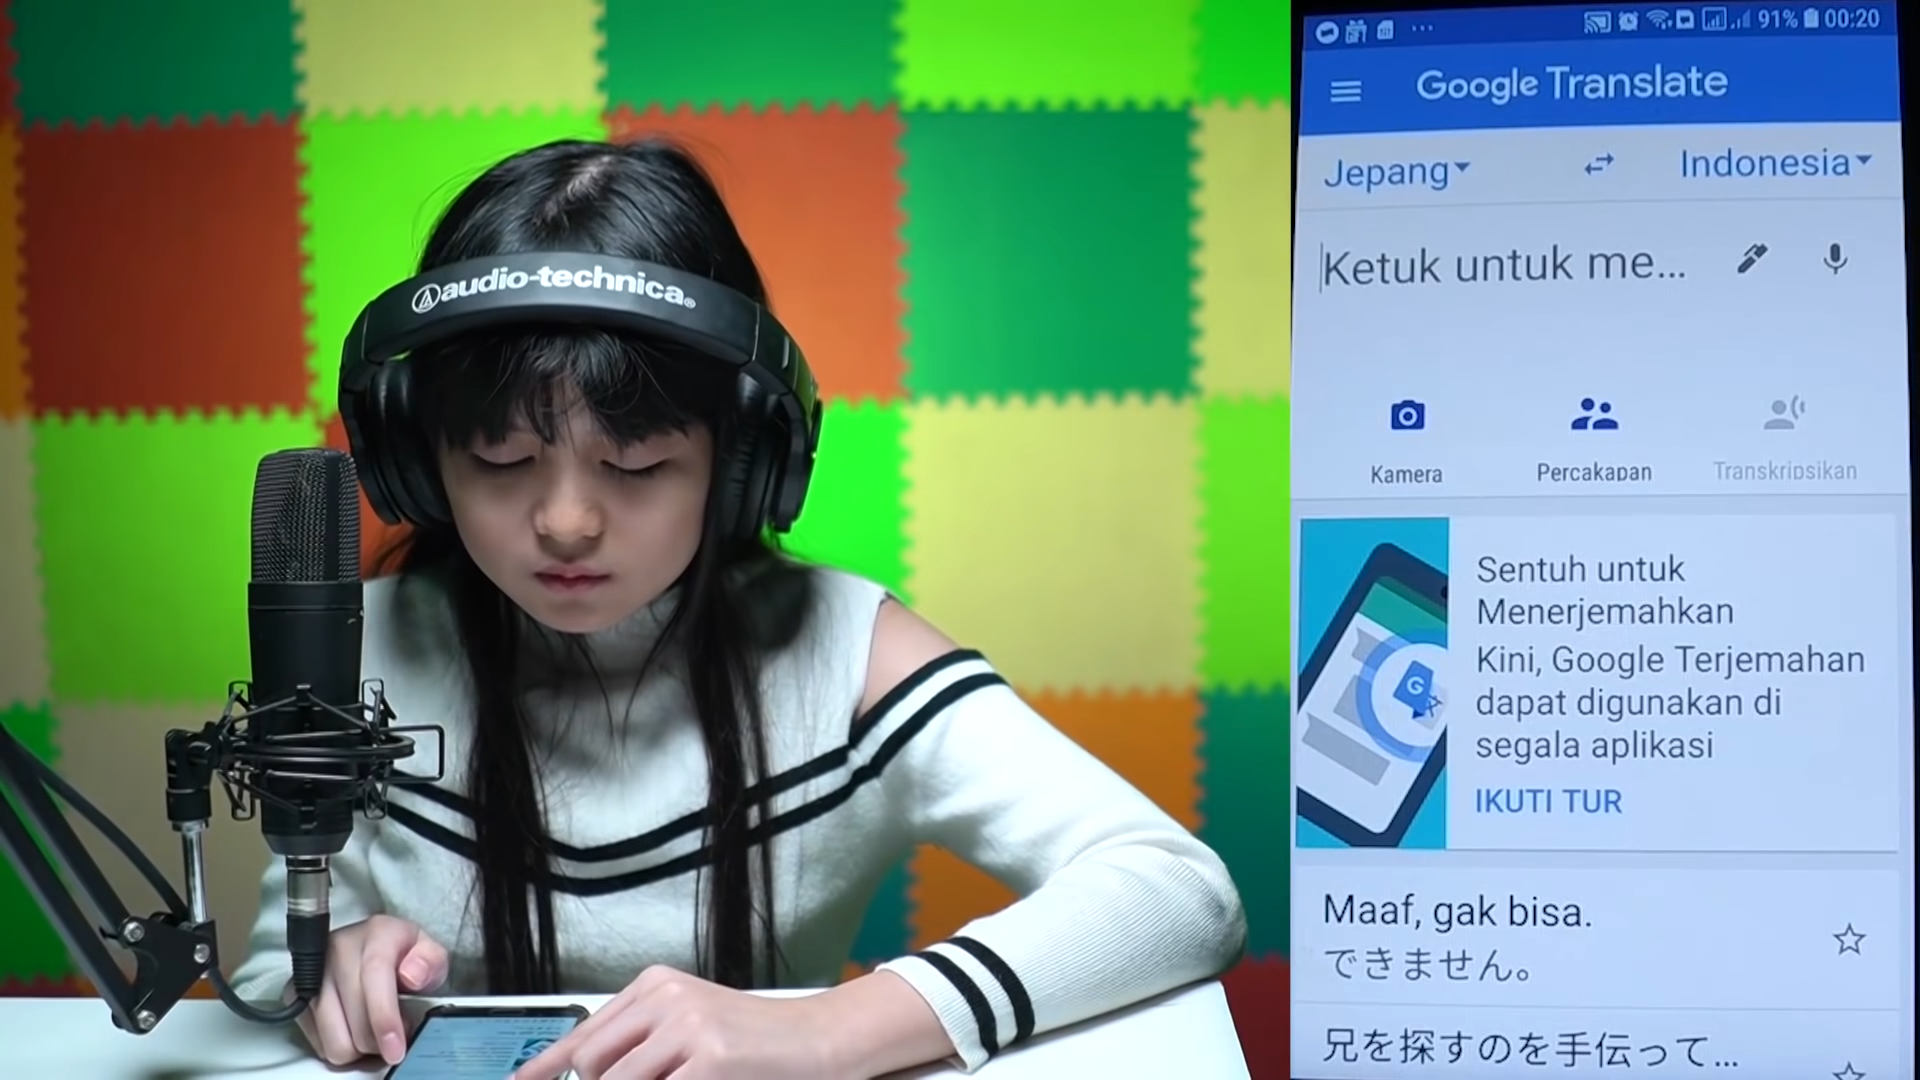 audio-technica®
91% 00:20
Google Translate
Jepang
Indonesia
Ketuk untuk me...
Kamera
Percakapan
Transkripsikan
Sentuh untuk
Menerjemahkan
Kini, Google Terjemahan
dapat digunakan di
segala aplikasi
IKUTI TUR
Maaf, gak bisa.
できません。
兄を探すのを手伝って...